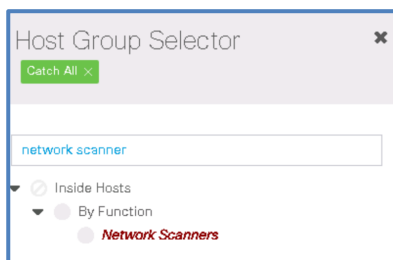 Host Group Selector
Catch All
network scanner
Inside Hosts
By Function
Network Scanners